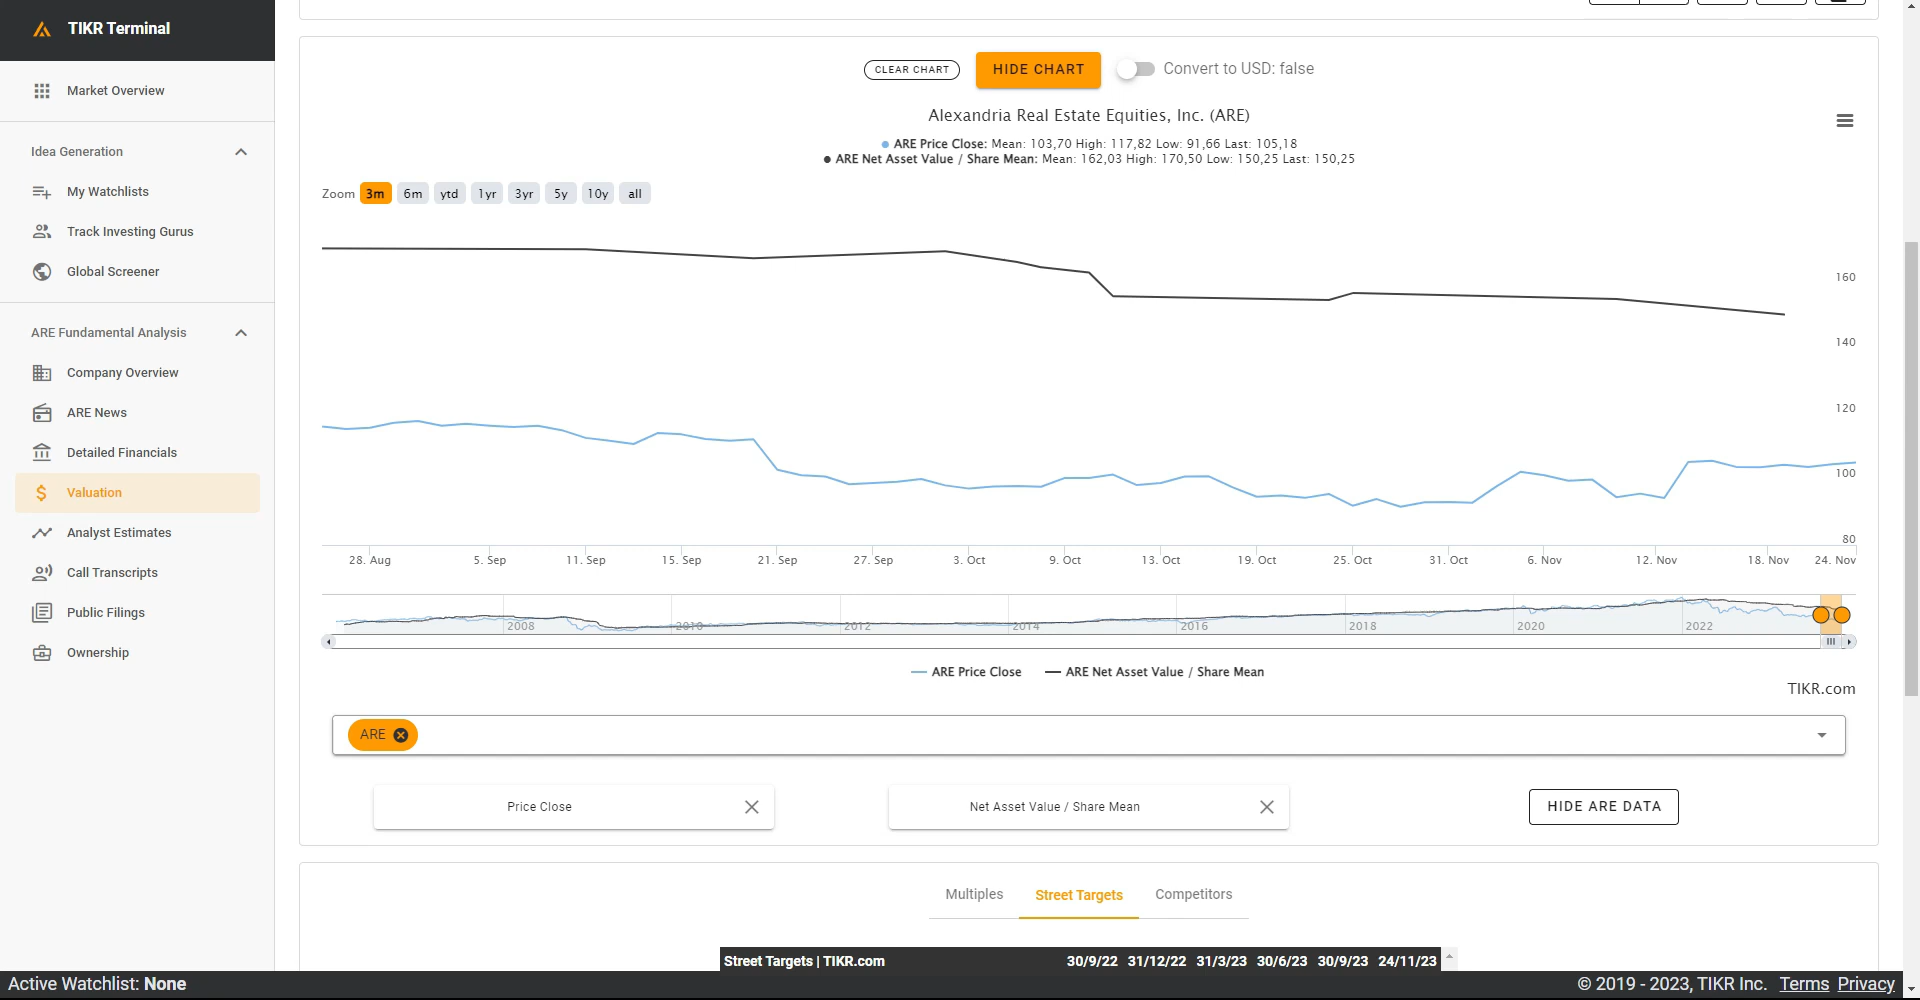 TIKR Terminal
Market Overview
Idea Generation
My Watchlists
Track Investing Gurus
Global Screener
ARE Fundamental Analysis
Company Overview
ARE News
Detailed Financials
Valuation
Analyst Estimates
Call Transcripts
Public Filings
Ownership
CLEAR CHART HIDE CHART Convert to USD: false
Alexandria Real Estate Equities, Inc. (ARE)
ARE Price Close: Mean: 103,70 High: 117,82 Low: 91,66 Last: 105,18
ARE Net Asset Value / Share Mean: Mean: 162,03 High: 170,50 Low: 150,25 Last: 150,25
Zoom 3m 6m ytd 1yr 3yr 5y 10y all
160
140
120
100
80
28. Aug 5. Sep 11. Sep 15. Sep 21. Sep 27. Sep 3. Oct 9. Oct 13. Oct 19. Oct 25. Oct 31. Oct 6. Nov 12. Nov 18. Nov 24. Nov
2008 2010 2012 2014 2016 2018 2020 2022
ARE Price Close ARE Net Asset Value / Share Mean
TIKR.com
ARE
Price Close Net Asset Value / Share Mean HIDE ARE DATA
Multiples Street Targets Competitors
Street Targets | TIKR.com 30/9/22 31/12/22 31/3/23 30/6/23 30/9/23 24/11/23
Active Watchlist: None © 2019 - 2023, TIKR Inc. Terms Privacy